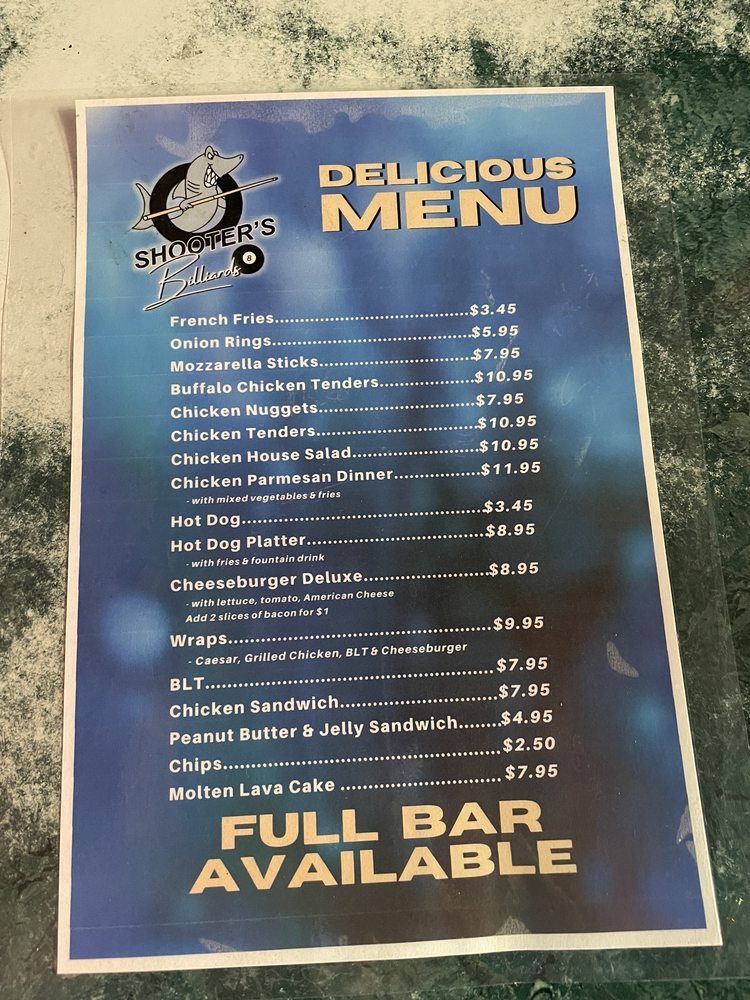 DELICIOUS
MENU
SHOOTER'S
Billiards
8
French Fries..........................................$3.45
Onion Rings...........................................$5.95
Mozzarella Sticks.................................$7.95
Buffalo Chicken Tenders....................$10.95
Chicken Nuggets..................................$7.95
Chicken Tenders...................................$10.95
Chicken House Salad...........................$10.95
Chicken Parmesan Dinner...................$11.95
- with mixed vegetables & fries
Hot Dog....................................................$3.45
Hot Dog Platter......................................$8.95
- with fries & fountain drink
Cheeseburger Deluxe...........................$8.95
- with lettuce, tomato, American Cheese
Add 2 slices of bacon for $1
Wraps.........................................................$9.95
- Caesar, Grilled Chicken, BLT & Cheeseburger
BLT..............................................................$7.95
Chicken Sandwich..................................$7.95
Peanut Butter & Jelly Sandwich.......$4.95
Chips..........................................................$2.50
Molten Lava Cake ..................................$7.95
FULL BAR
AVAILABLE